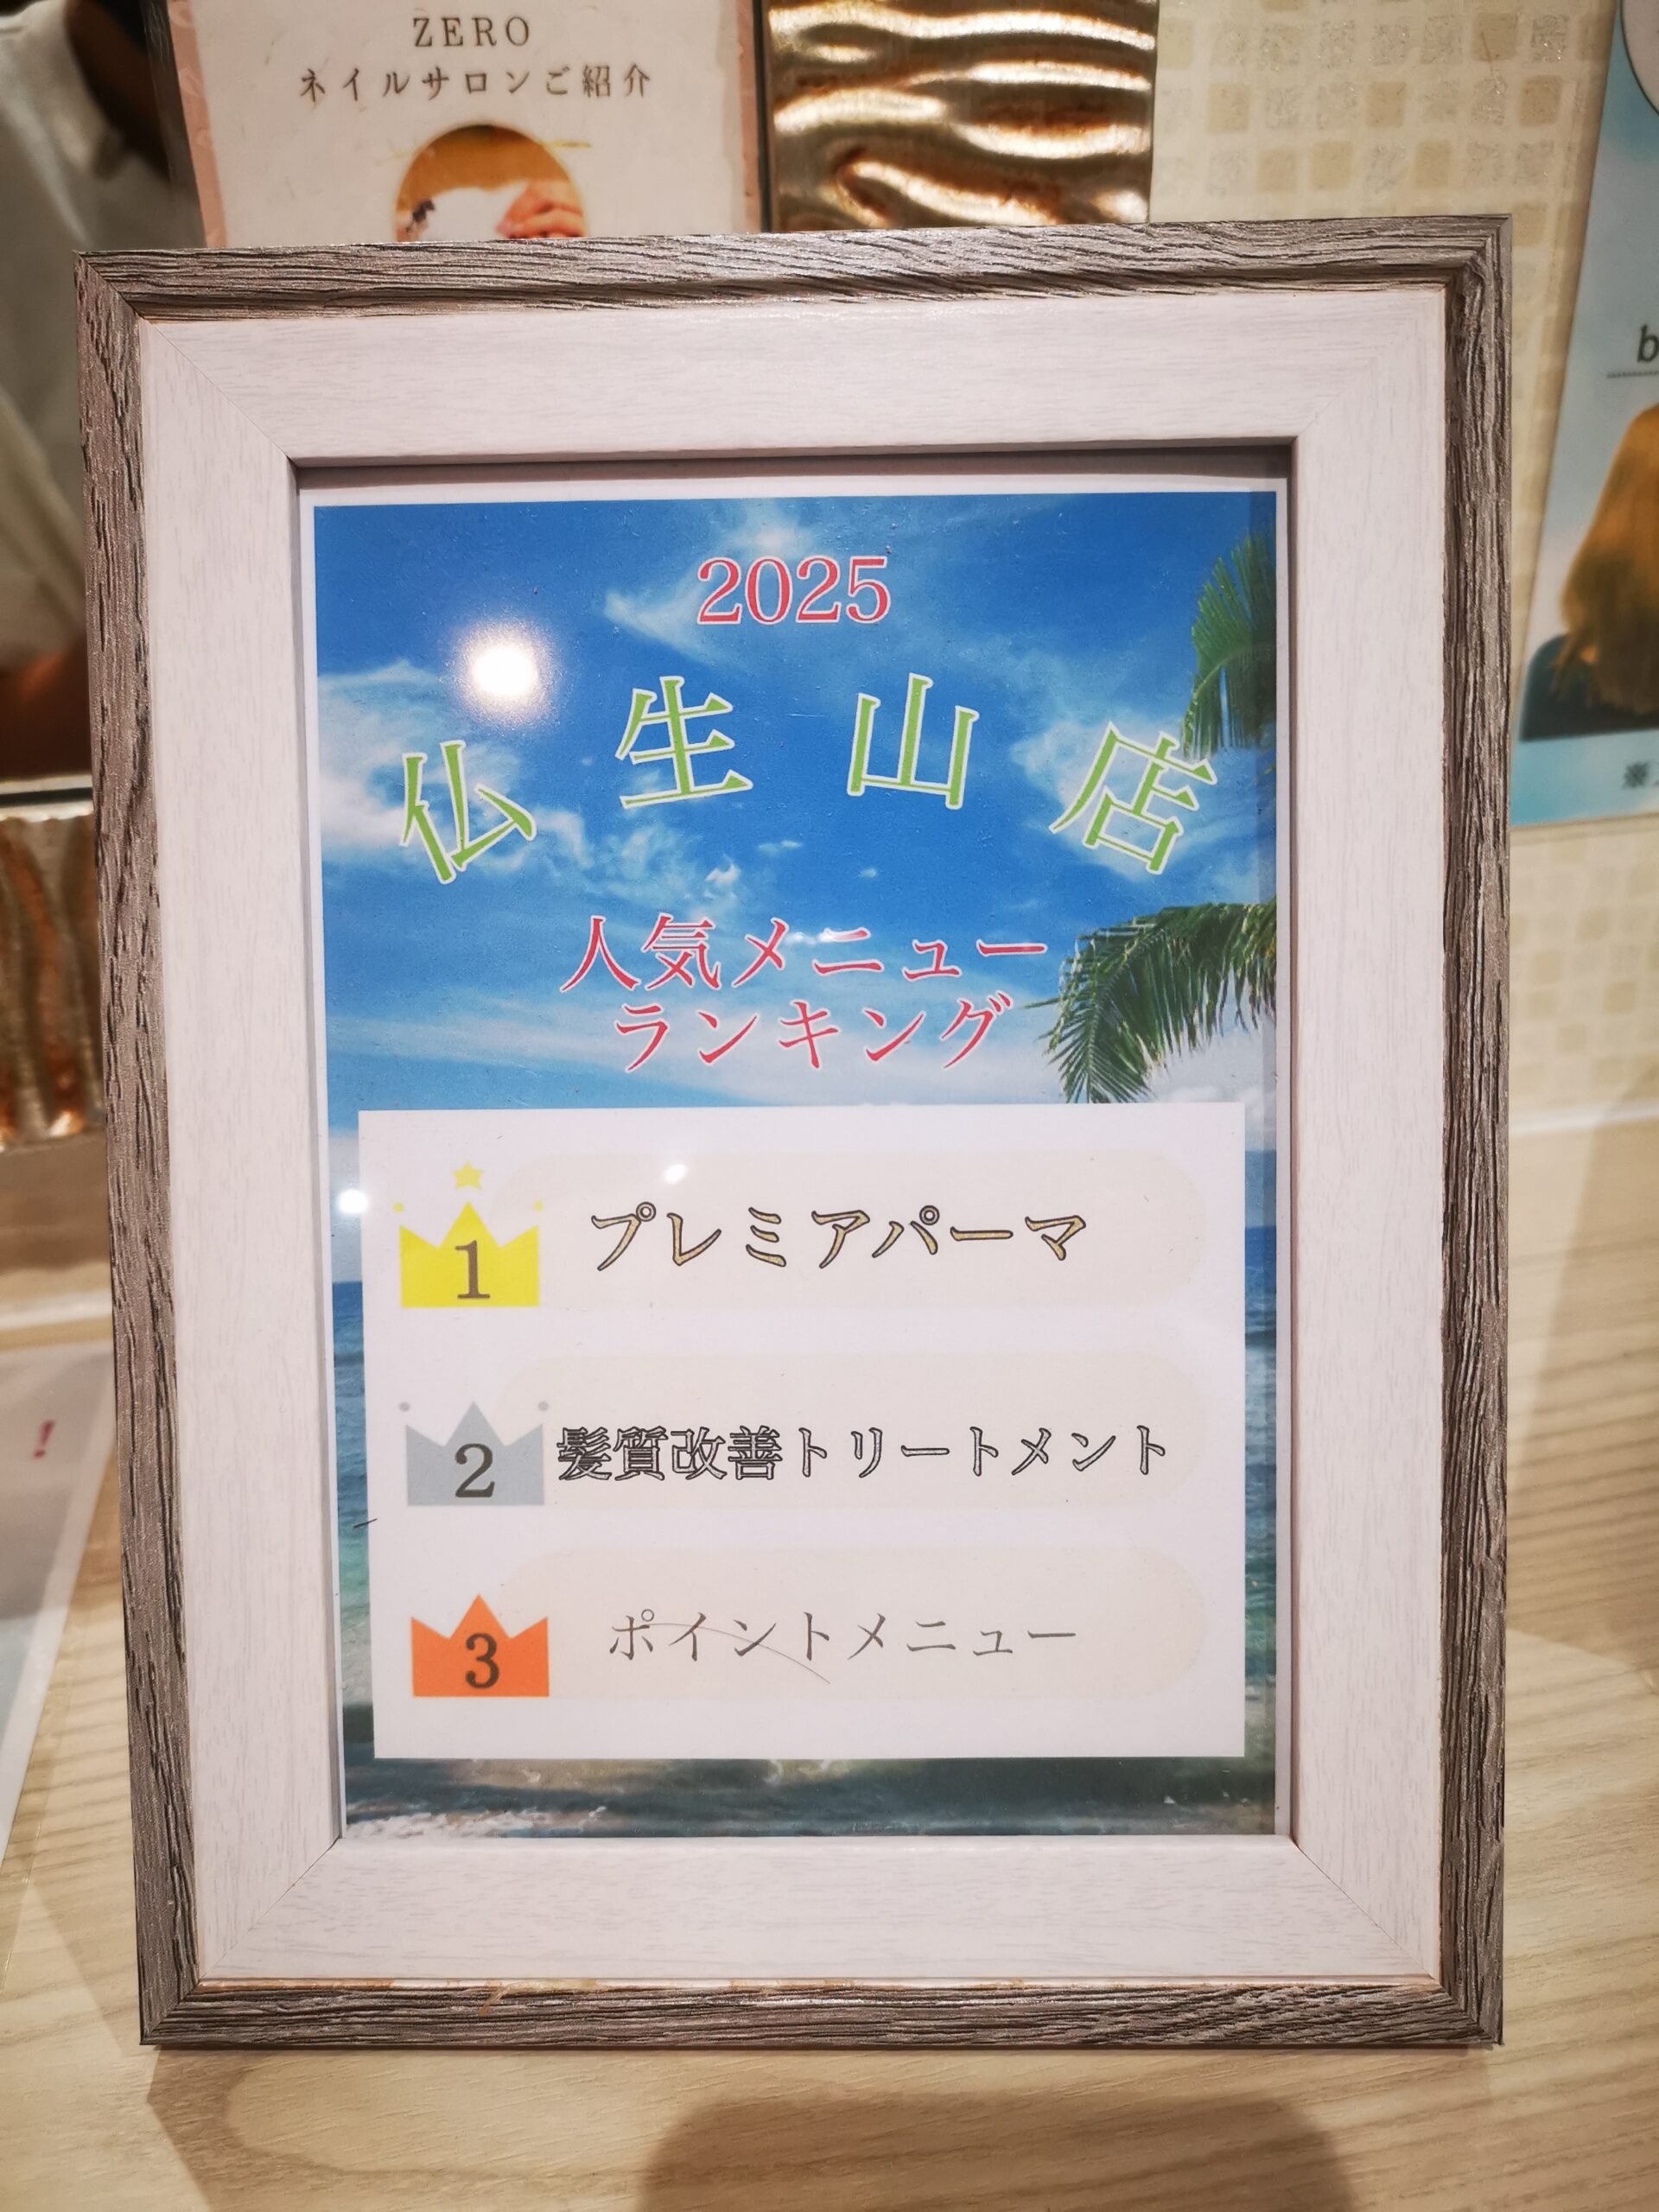 ZERO
ネイルサロンご紹介
2025
仏生山店
人気メニュー
ランキング
1 プレミアパーマ
2 髪質改善トリートメント
3 ポイントメニュー
b
※
!